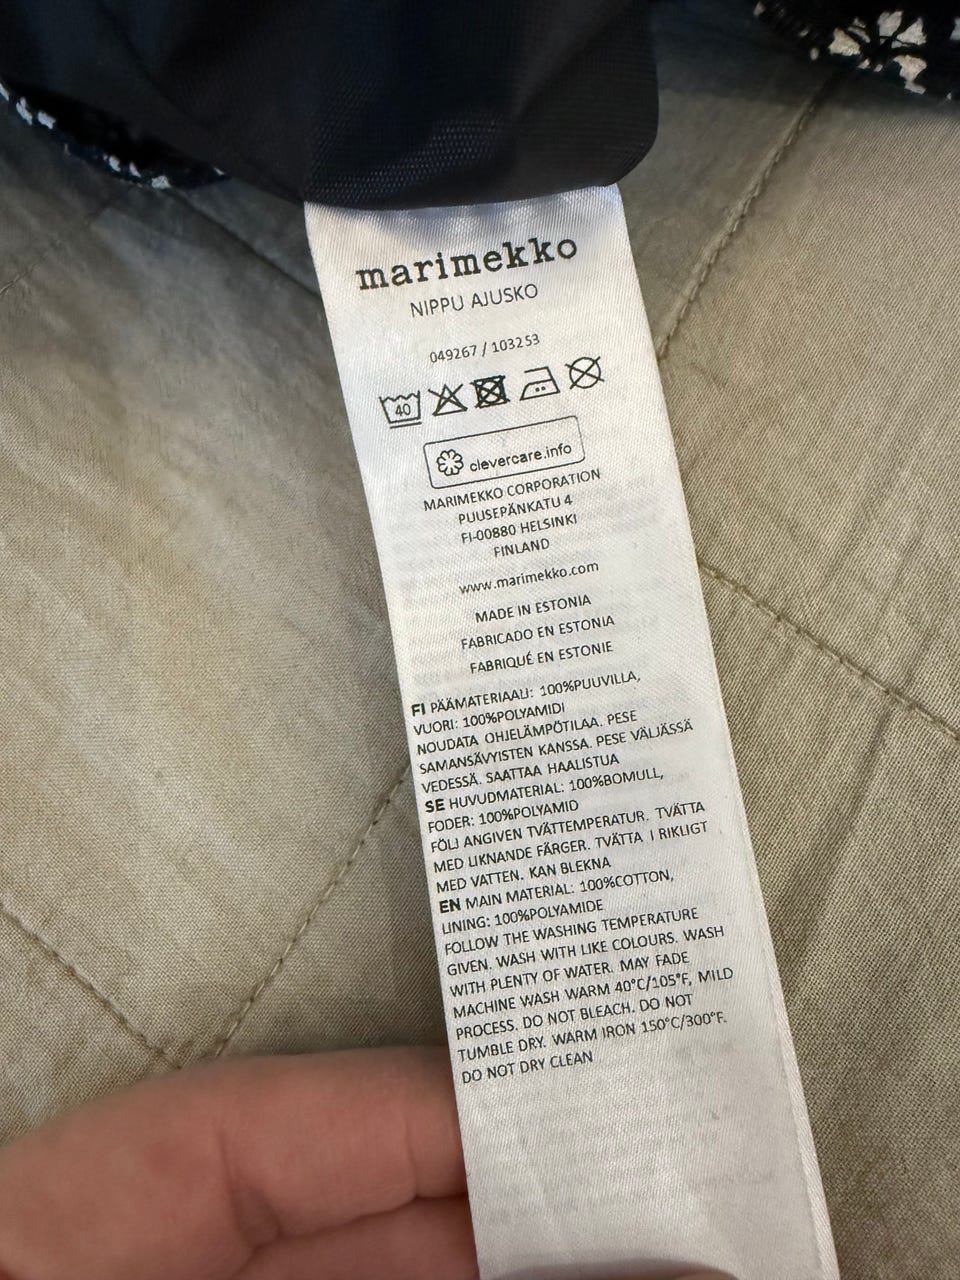 marimekko
NIPPU AJUSKO
049267 / 103253
40
clevercare.info
MARIMEKKO CORPORATION
PUUSEPÄNKATU 4
FI-00880 HELSINKI
FINLAND
www.marimekko.com
MADE IN ESTONIA
FABRICADO EN ESTONIA
FABRIQUÉ EN ESTONIE
FI PÄÄMATERIAALI: 100%PUUVILLA,
VUORI: 100%POLYAMIDI
NOUDATA OHJELÄMPÖTILAA. PESE
SAMANSÄVYISTEN KANSSA. PESE VÄLJÄSSÄ
VEDESSÄ. SAATTAA HAALISTUA
SE HUVUDMATERIAL: 100%BOMULL,
FODER: 100%POLYAMID
FÖLJ ANGIVEN TVÄTTEMPERATUR. TVÄTTA
MED LIKNANDE FÄRGER. TVÄTTA I RIKLIGT
MED VATTEN. KAN BLEKNA
EN MAIN MATERIAL: 100%COTTON,
LINING: 100%POLYAMIDE
FOLLOW THE WASHING TEMPERATURE
GIVEN. WASH WITH LIKE COLOURS. WASH
WITH PLENTY OF WATER. MAY FADE
MACHINE WASH WARM 40°C/105°F, MILD
PROCESS. DO NOT BLEACH. DO NOT
TUMBLE DRY. WARM IRON 150°C/300°F.
DO NOT DRY CLEAN